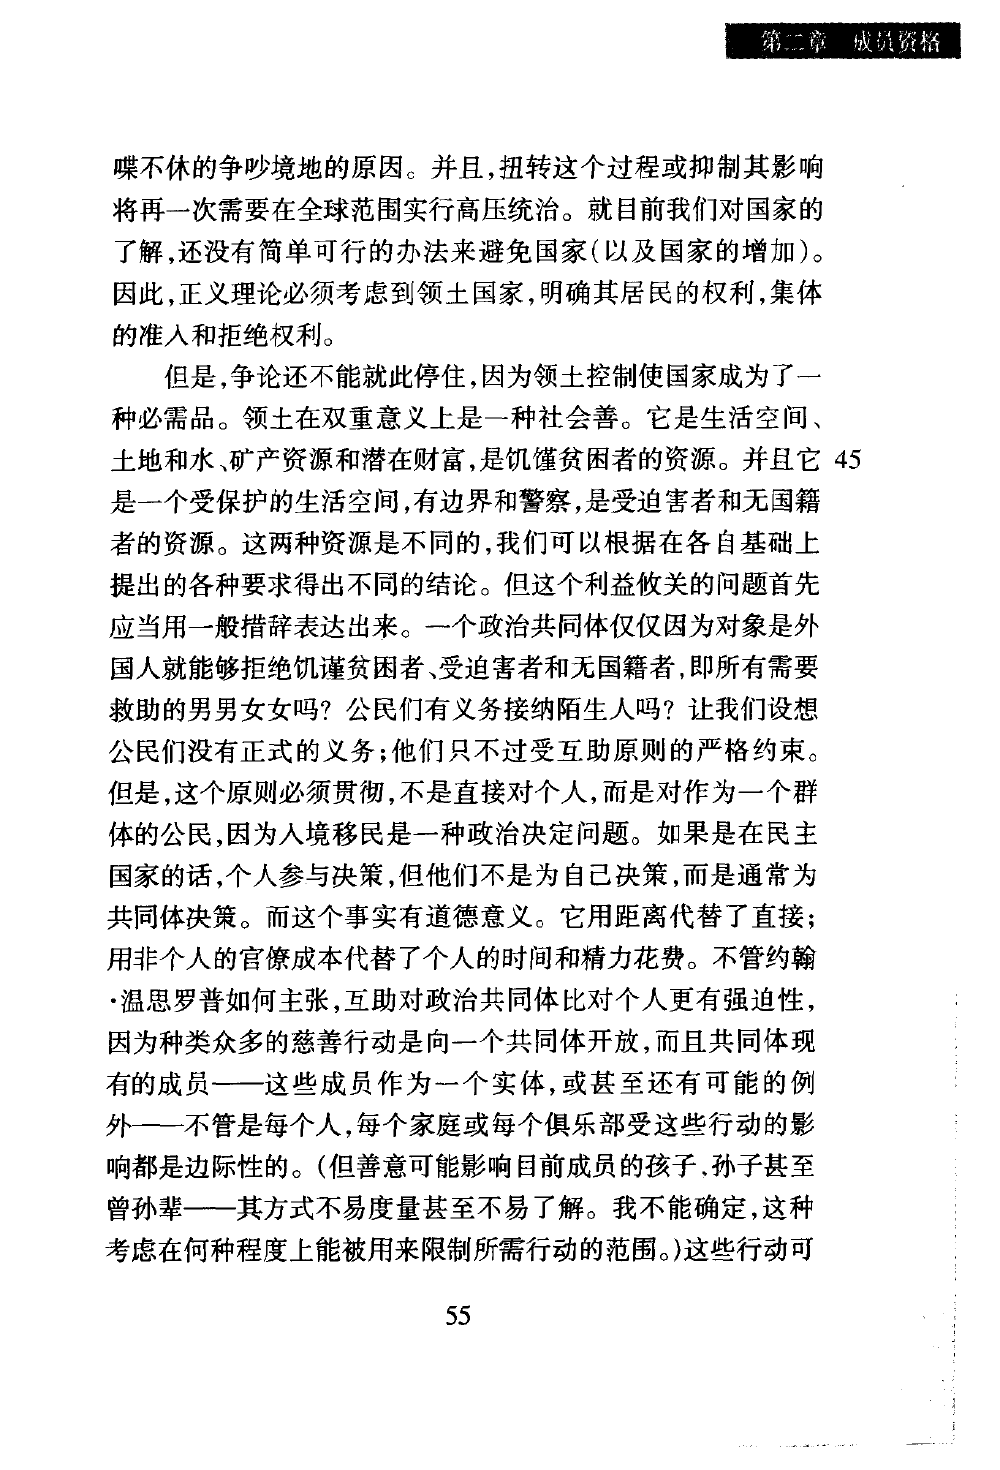 第二章 成员资格
喋不休的争吵境地的原因。并且,扭转这个过程或抑制其影响
将再一次需要在全球范围实行高压统治。就目前我们对国家的
了解,还没有简单可行的办法来避免国家(以及国家的增加)。
因此,正义理论必须考虑到领土国家,明确其居民的权利,集体
的准入和拒绝权利。
但是,争论还不能就此停住,因为领土控制使国家成为了一
种必需品。领土在双重意义上是一种社会善。它是生活空间、
土地和水、矿产资源和潜在财富,是饥馑贫困者的资源。并且它 45
是一个受保护的生活空间,有边界和警察,是受迫害者和无国籍
者的资源。这两种资源是不同的,我们可以根据在各自基础上
提出的各种要求得出不同的结论。但这个利益攸关的问题首先
应当用一般措辞表达出来。一个政治共同体仅仅因为对象是外
国人就能够拒绝饥谨贫困者、受迫害者和无国籍者,即所有需要
救助的男男女女吗?公民们有义务接纳陌生人吗?让我们设想
公民们没有正式的义务;他们只不过受互助原则的严格约束。
但是,这个原则必须贯彻,不是直接对个人,而是对作为一个群
体的公民,因为入境移民是一种政治决定问题。如果是在民主
国家的话,个人参与决策,但他们不是为自己决策,而是通常为
共同体决策。而这个事实有道德意义。它用距离代替了直接;
用非个人的官僚成本代替了个人的时间和精力花费。不管约翰
·温思罗普如何主张,互助对政治共同体比对个人更有强迫性,
因为种类众多的慈善行动是向一个共同体开放,而且共同体现
有的成员——这些成员作为一个实体,或甚至还有可能的例
外——不管是每个人,每个家庭或每个俱乐部受这些行动的影
响都是边际性的。(但善意可能影响目前成员的孩子、孙子甚至
曾孙辈——其方式不易度量甚至不易了解。我不能确定,这种
考虑在何种程度上能被用来限制所需行动的范围。)这些行动可
55